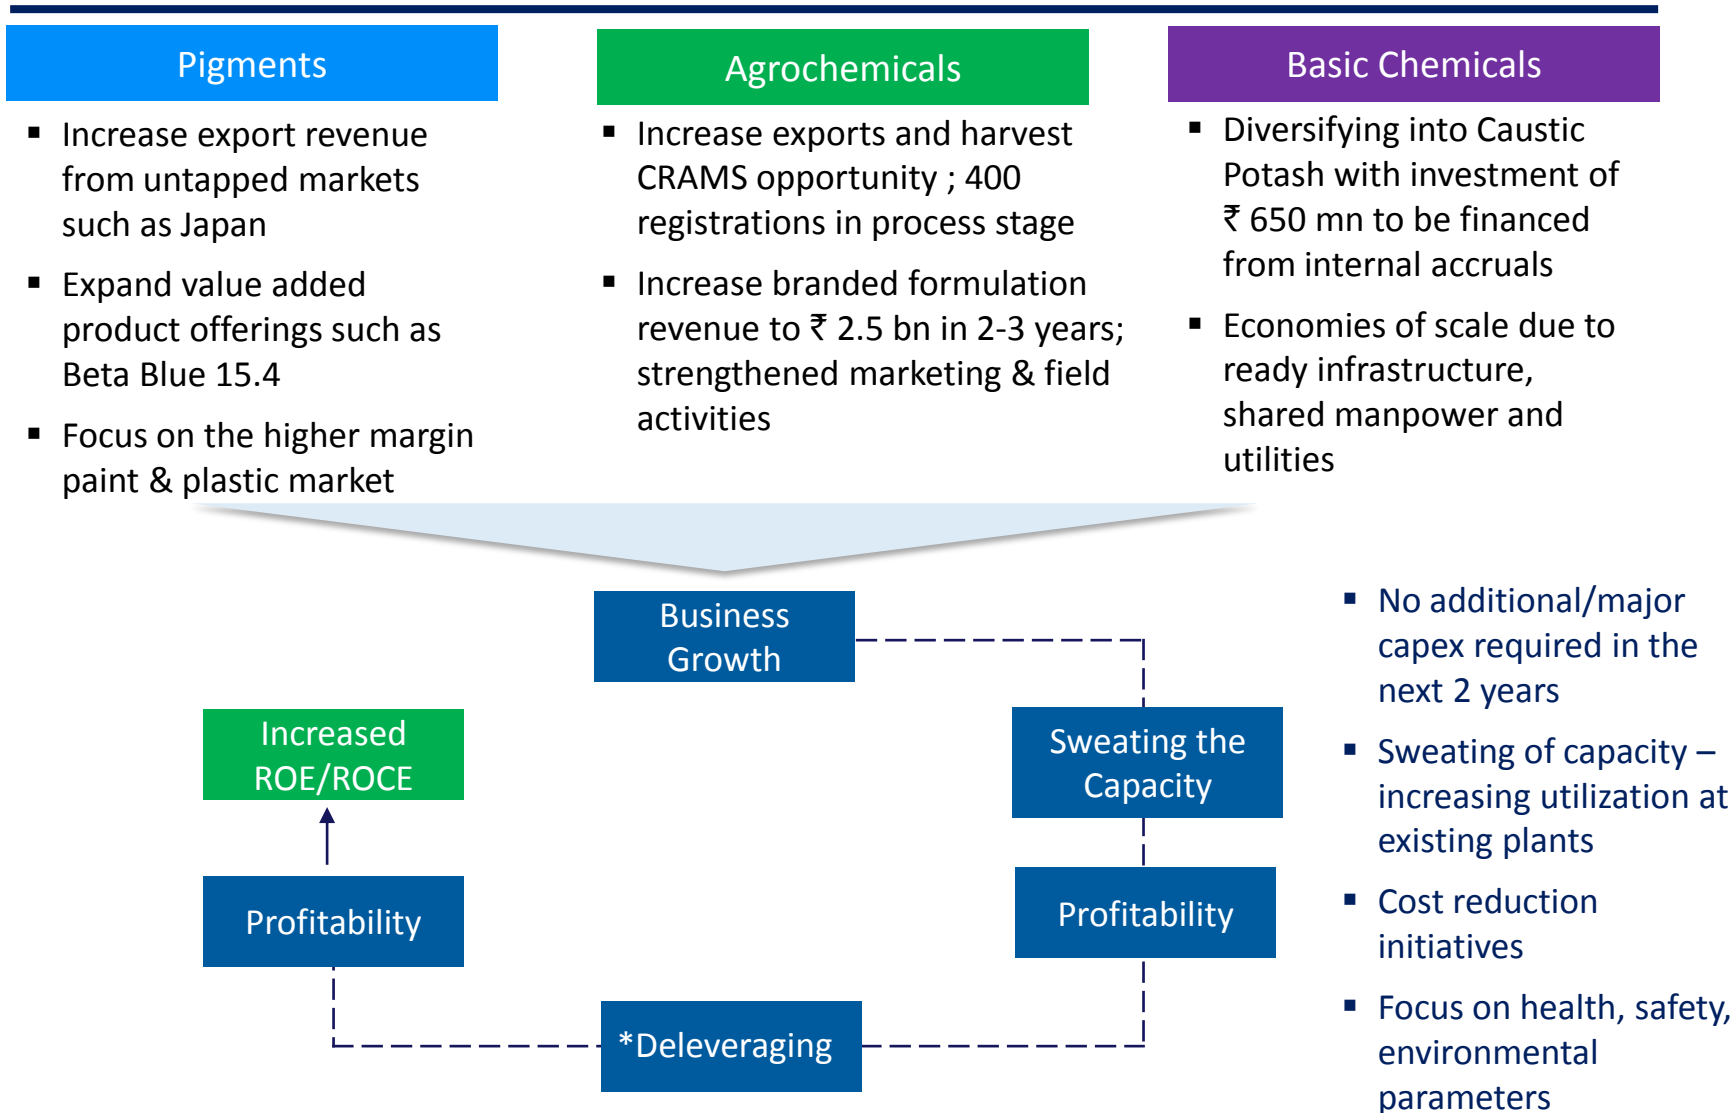 Pigments
▪ Increase export revenue
from untapped markets
such as Japan
▪ Expand value added
product offerings such as
Beta Blue 15.4
▪ Focus on the higher margin
paint & plastic market
Agrochemicals
▪ Increase exports and harvest
CRAMS opportunity ; 400
registrations in process stage
▪ Increase branded formulation
revenue to ₹ 2.5 bn in 2-3 years;
strengthened marketing & field
activities
Basic Chemicals
▪ Diversifying into Caustic
Potash with investment of
₹ 650 mn to be financed
from internal accruals
▪ Economies of scale due to
ready infrastructure,
shared manpower and
utilities
Business
Growth
Sweating the
Capacity
Profitability
*Deleveraging
Profitability
Increased
ROE/ROCE
▪ No additional/major
capex required in the
next 2 years
▪ Sweating of capacity –
increasing utilization at
existing plants
▪ Cost reduction
initiatives
▪ Focus on health, safety,
environmental
parameters